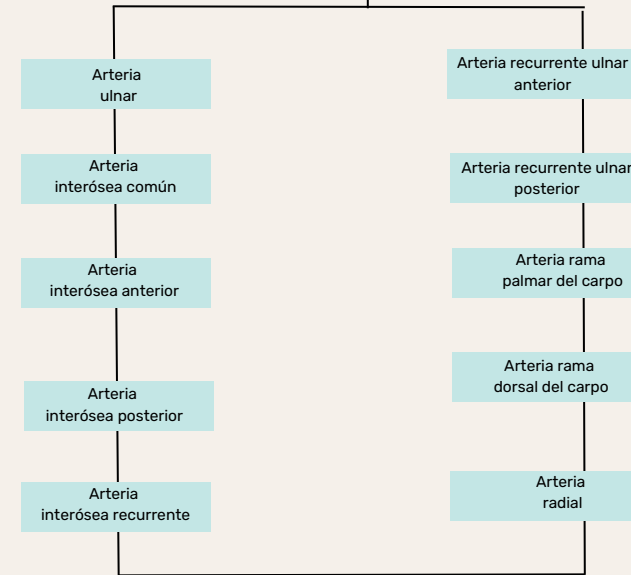 Arteria
ulnar
Arteria
interósea común
Arteria
interósea anterior
Arteria
interósea posterior
Arteria
interósea recurrente
Arteria recurrente ulnar
anterior
Arteria recurrente ulnar
posterior
Arteria rama
palmar del carpo
Arteria rama
dorsal del carpo
Arteria
radial